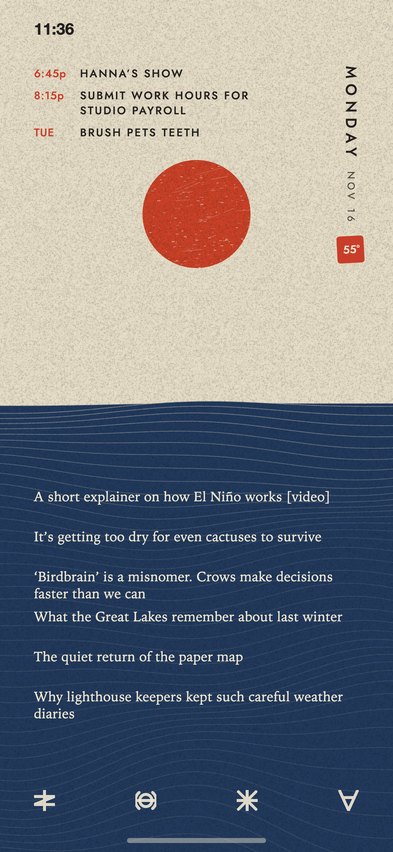 11:36
6:45p HANNA'S SHOW
8:15p SUBMIT WORK HOURS FOR
STUDIO PAYROLL
TUE BRUSH PETS TEETH
MONDAY NOV 16
55°
A short explainer on how El Niño works [video]
It's getting too dry for even cactuses to survive
‘Birdbrain’ is a misnomer. Crows make decisions
faster than we can
What the Great Lakes remember about last winter
The quiet return of the paper map
Why lighthouse keepers kept such careful weather
diaries